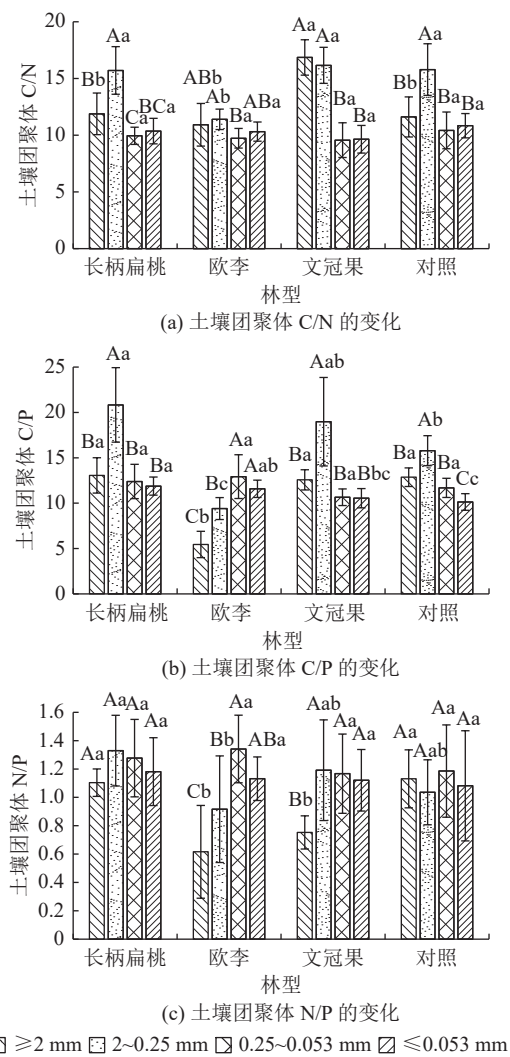 20
15
10
5
0
土壤团聚体 C/N
Bb
Aa
Ca
BCa
ABb
Ab
Ba
ABa
Aa
Aa
Ba
Ba
Bb
Aa
Ba
Ba
长柄扁桃 欧李 文冠果 对照
林型
(a) 土壤团聚体 C/N 的变化
25
20
15
10
5
0
土壤团聚体 C/P
Ba
Aa
Ba
Ba
Cb
Bc
Aa
Aab
Ba
Aab
Ba
Bbc
Ba
Ab
Ba
Cc
长柄扁桃 欧李 文冠果 对照
林型
(b) 土壤团聚体 C/P 的变化
1.6
1.4
1.2
1.0
0.8
0.6
0.4
0.2
0
土壤团聚体 N/P
Aa
Aa
Aa
Aa
Cb
Bb
Aa
ABa
Bb
Aab
Aa
Aa
Aa
Aab
Aa
Aa
长柄扁桃 欧李 文冠果 对照
林型
(c) 土壤团聚体 N/P 的变化
≥2 mm 2~0.25 mm 0.25~0.053 mm ≤0.053 mm